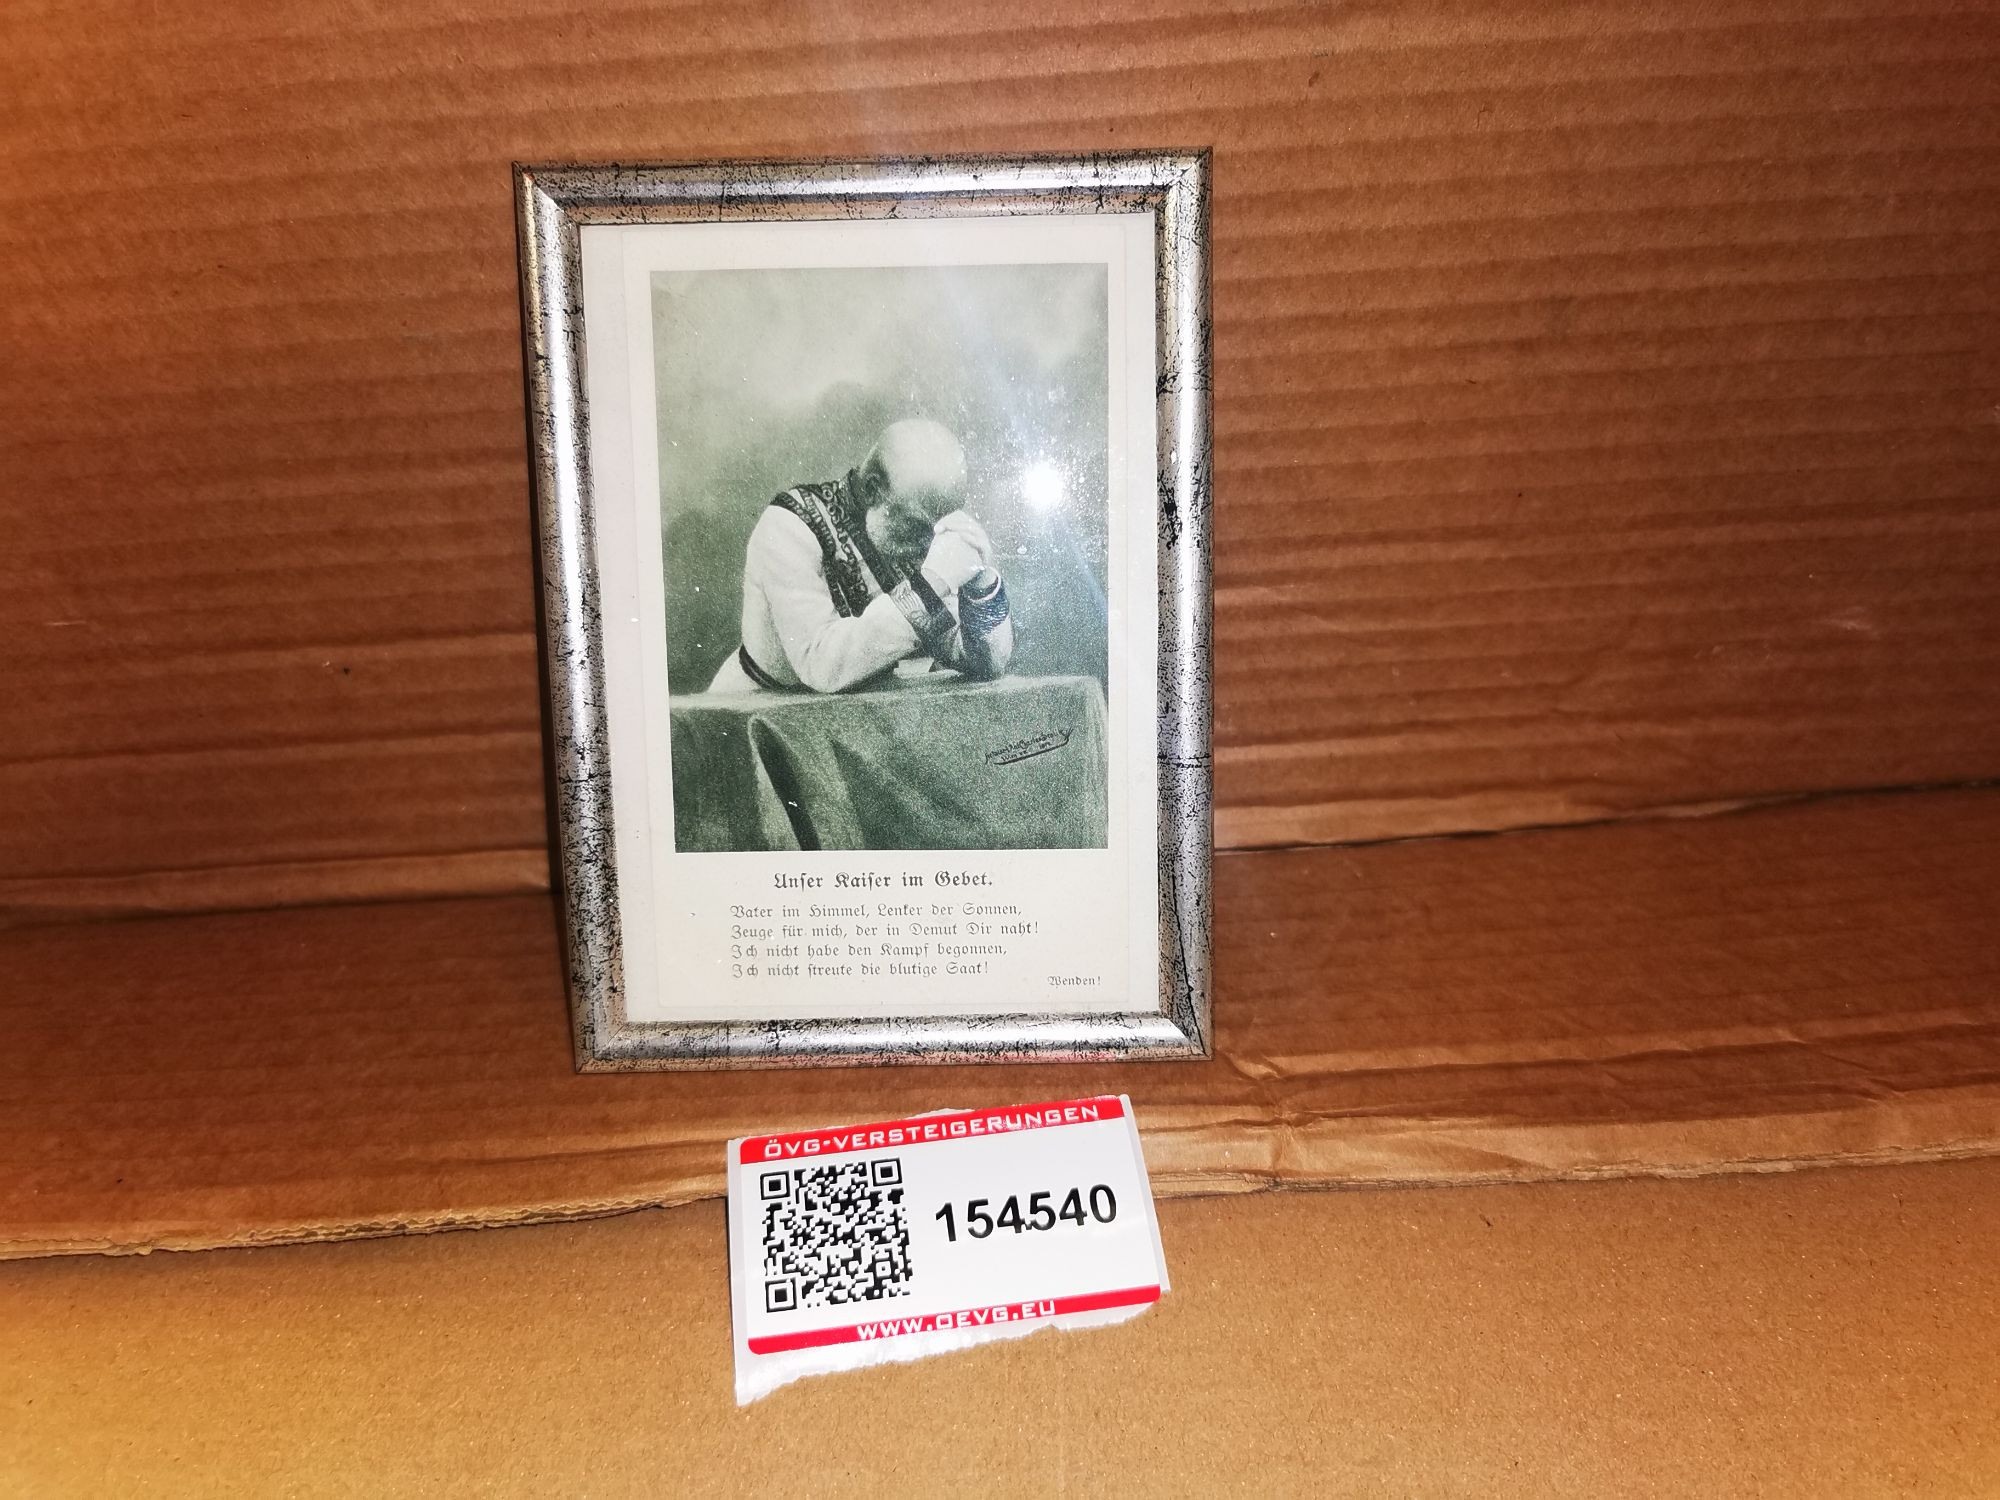 Unser Kaiser im Gebet.
Vater im Himmel, Lenker der Sonnen,
Zeuge für mich, der in Demut Dir naht!
Ich nicht habe den Kampf begonnen,
Ich nicht streute die blutige Saat!
Wenden!
ÖVG-VERSTEIGERUNGEN
154540
WWW.OEVG.EU